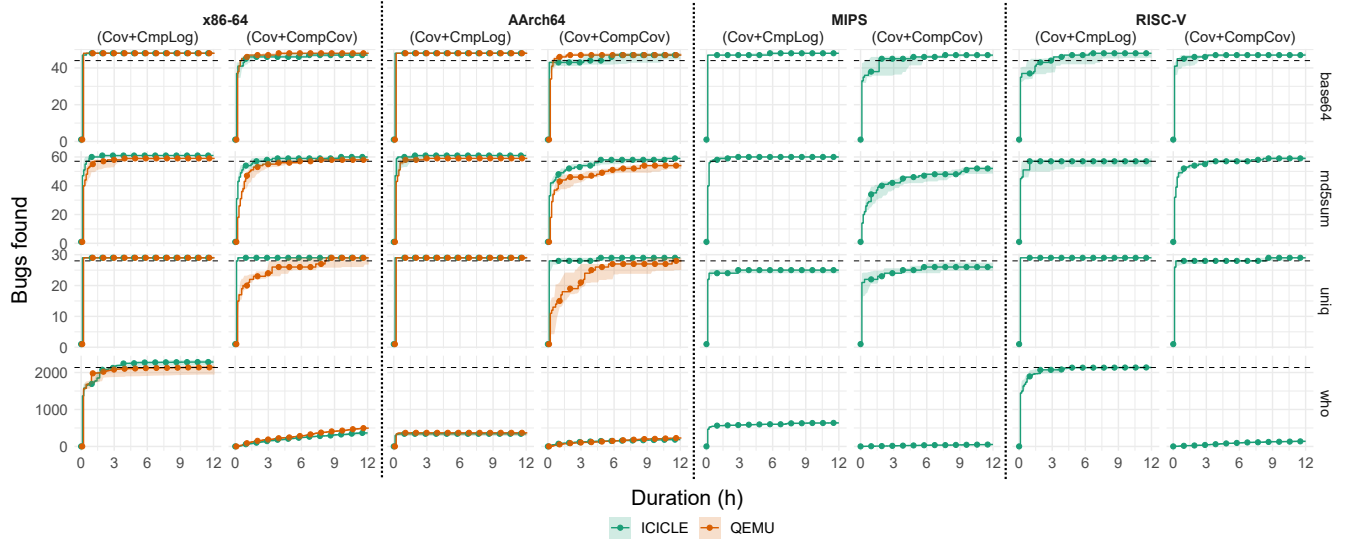 x86-64 AArch64 MIPS RISC-V
(Cov+CmpLog) (Cov+CompCov) (Cov+CmpLog) (Cov+CompCov) (Cov+CmpLog) (Cov+CompCov) (Cov+CmpLog) (Cov+CompCov)
Bugs found
40
20
0
base64
60
40
20
0
md5sum
30
20
10
0
uniq
2000
1000
0
who
0 3 6 9 12 0 3 6 9 12 0 3 6 9 12 0 3 6 9 12 0 3 6 9 12 0 3 6 9 12 0 3 6 9 12 0 3 6 9 12
Duration (h)
ICICLE QEMU